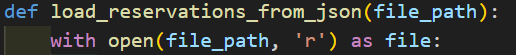 def load_reservations_from_json(file_path):
    with open(file_path, 'r') as file: